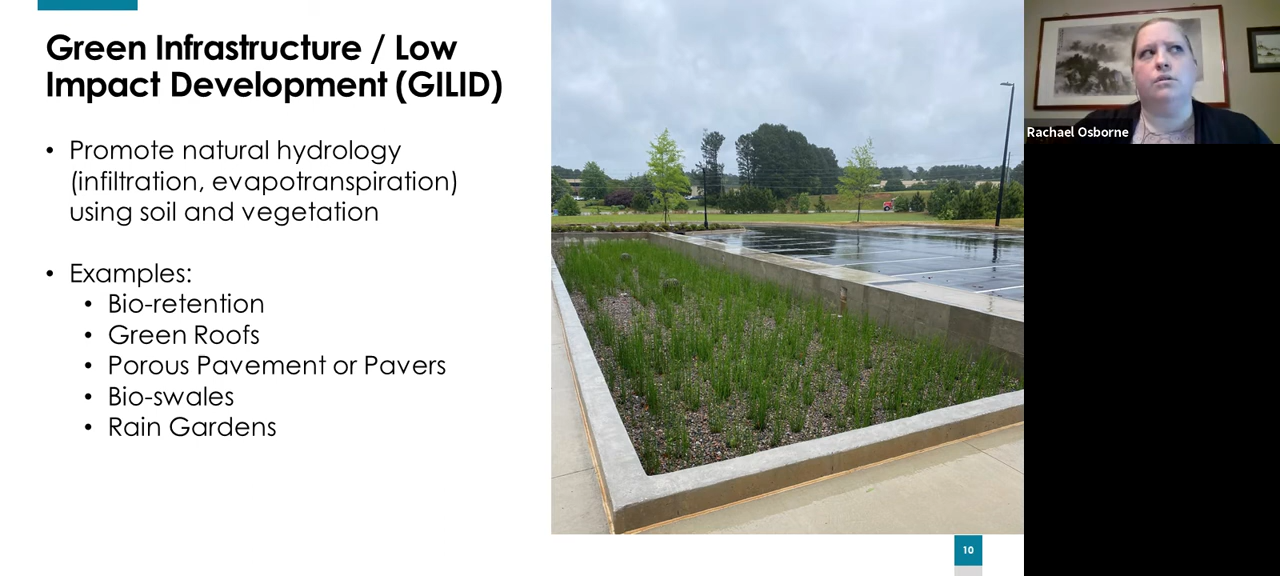 Green Infrastructure / Low
Impact Development (GILID)
• Promote natural hydrology
(infiltration, evapotranspiration)
using soil and vegetation
• Examples:
• Bio-retention
• Green Roofs
• Porous Pavement or Pavers
• Bio-swales
• Rain Gardens
10
Rachael Osborne